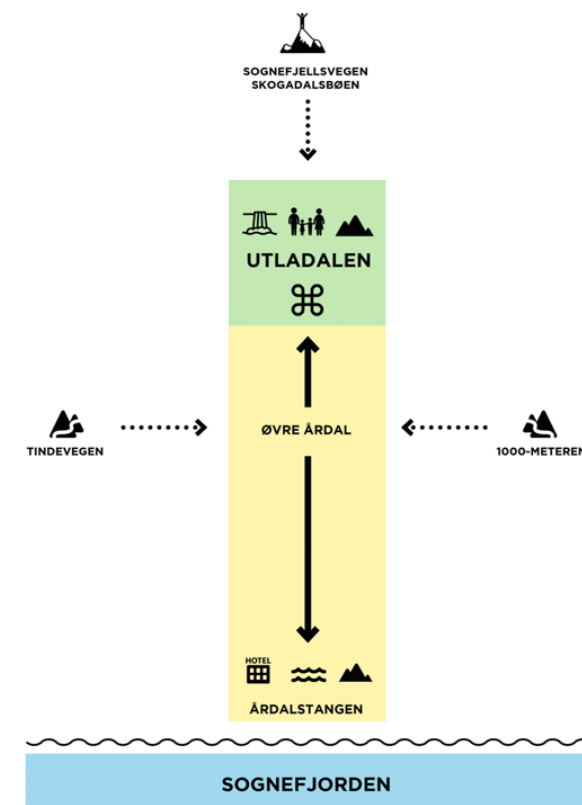 SOGNEFJELLSVEGEN
SKOGADALSBØEN
UTLADALEN
ØVRE ÅRDAL
TINDEVEGEN
1000-METEREN
HOTEL
ÅRDALSTANGEN
SOGNEFJORDEN